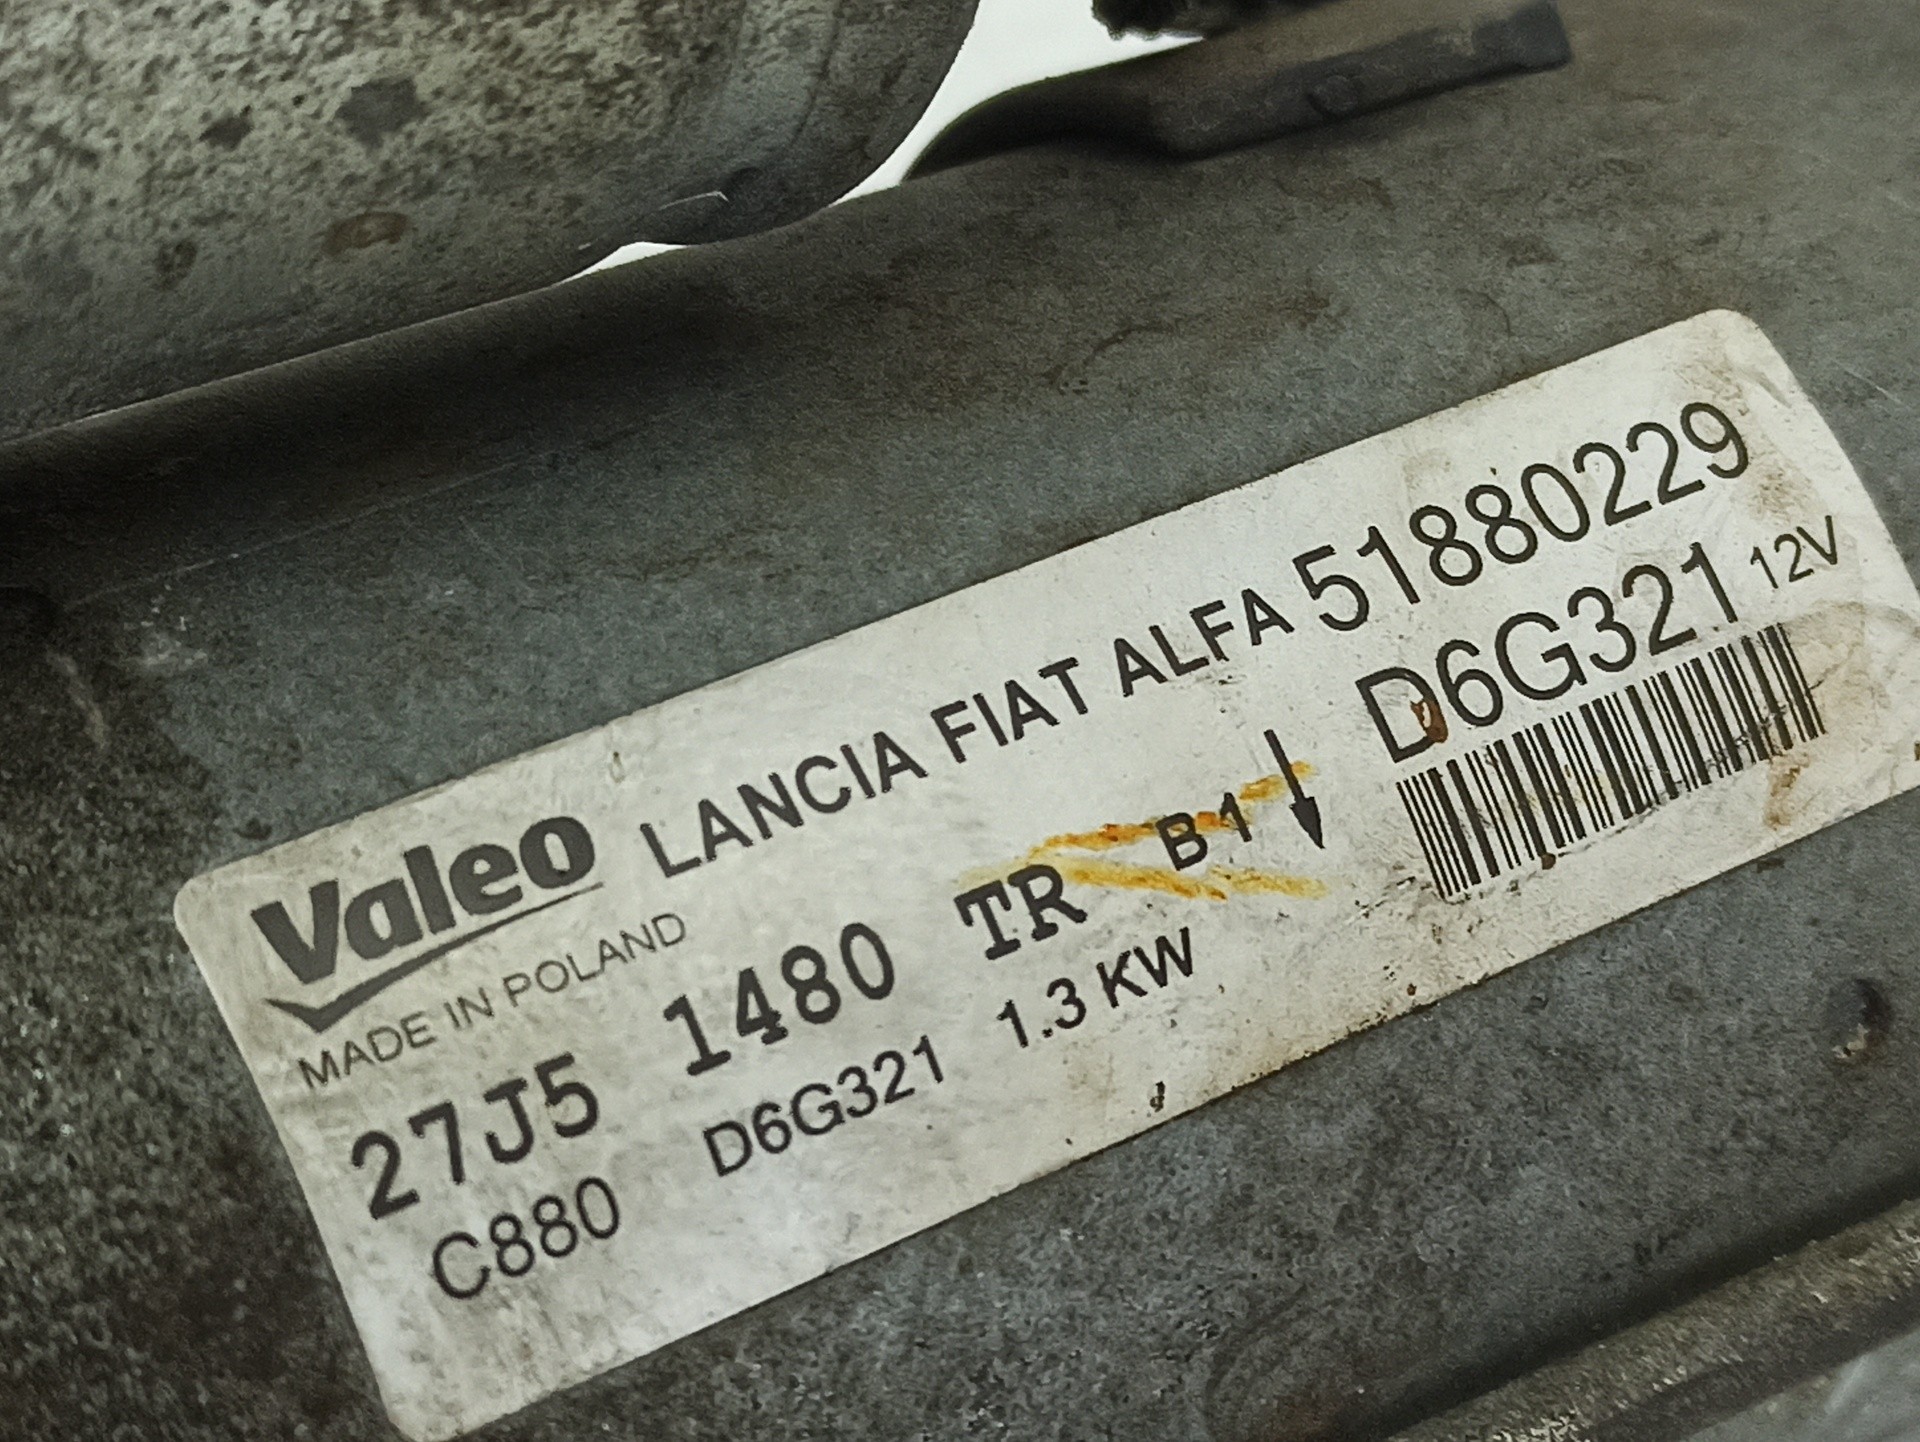 Valeo LANCIA FIAT ALFA 51880229
MADE IN POLAND D6G321 12V
27J5 1480 TR B1
C880 D6G321 1.3 KW